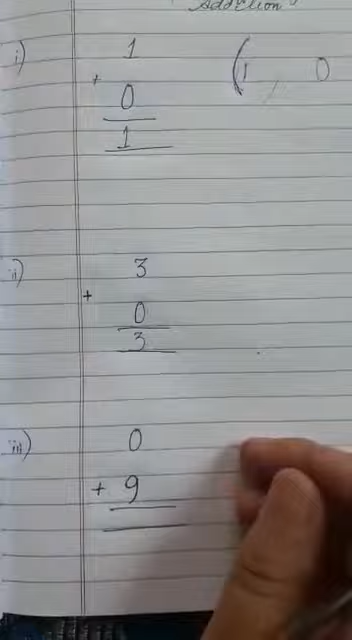 Addition
i) 1
( 1 0
+ 0
1
ii) 3
+ 0
3
iii) 0
+ 9